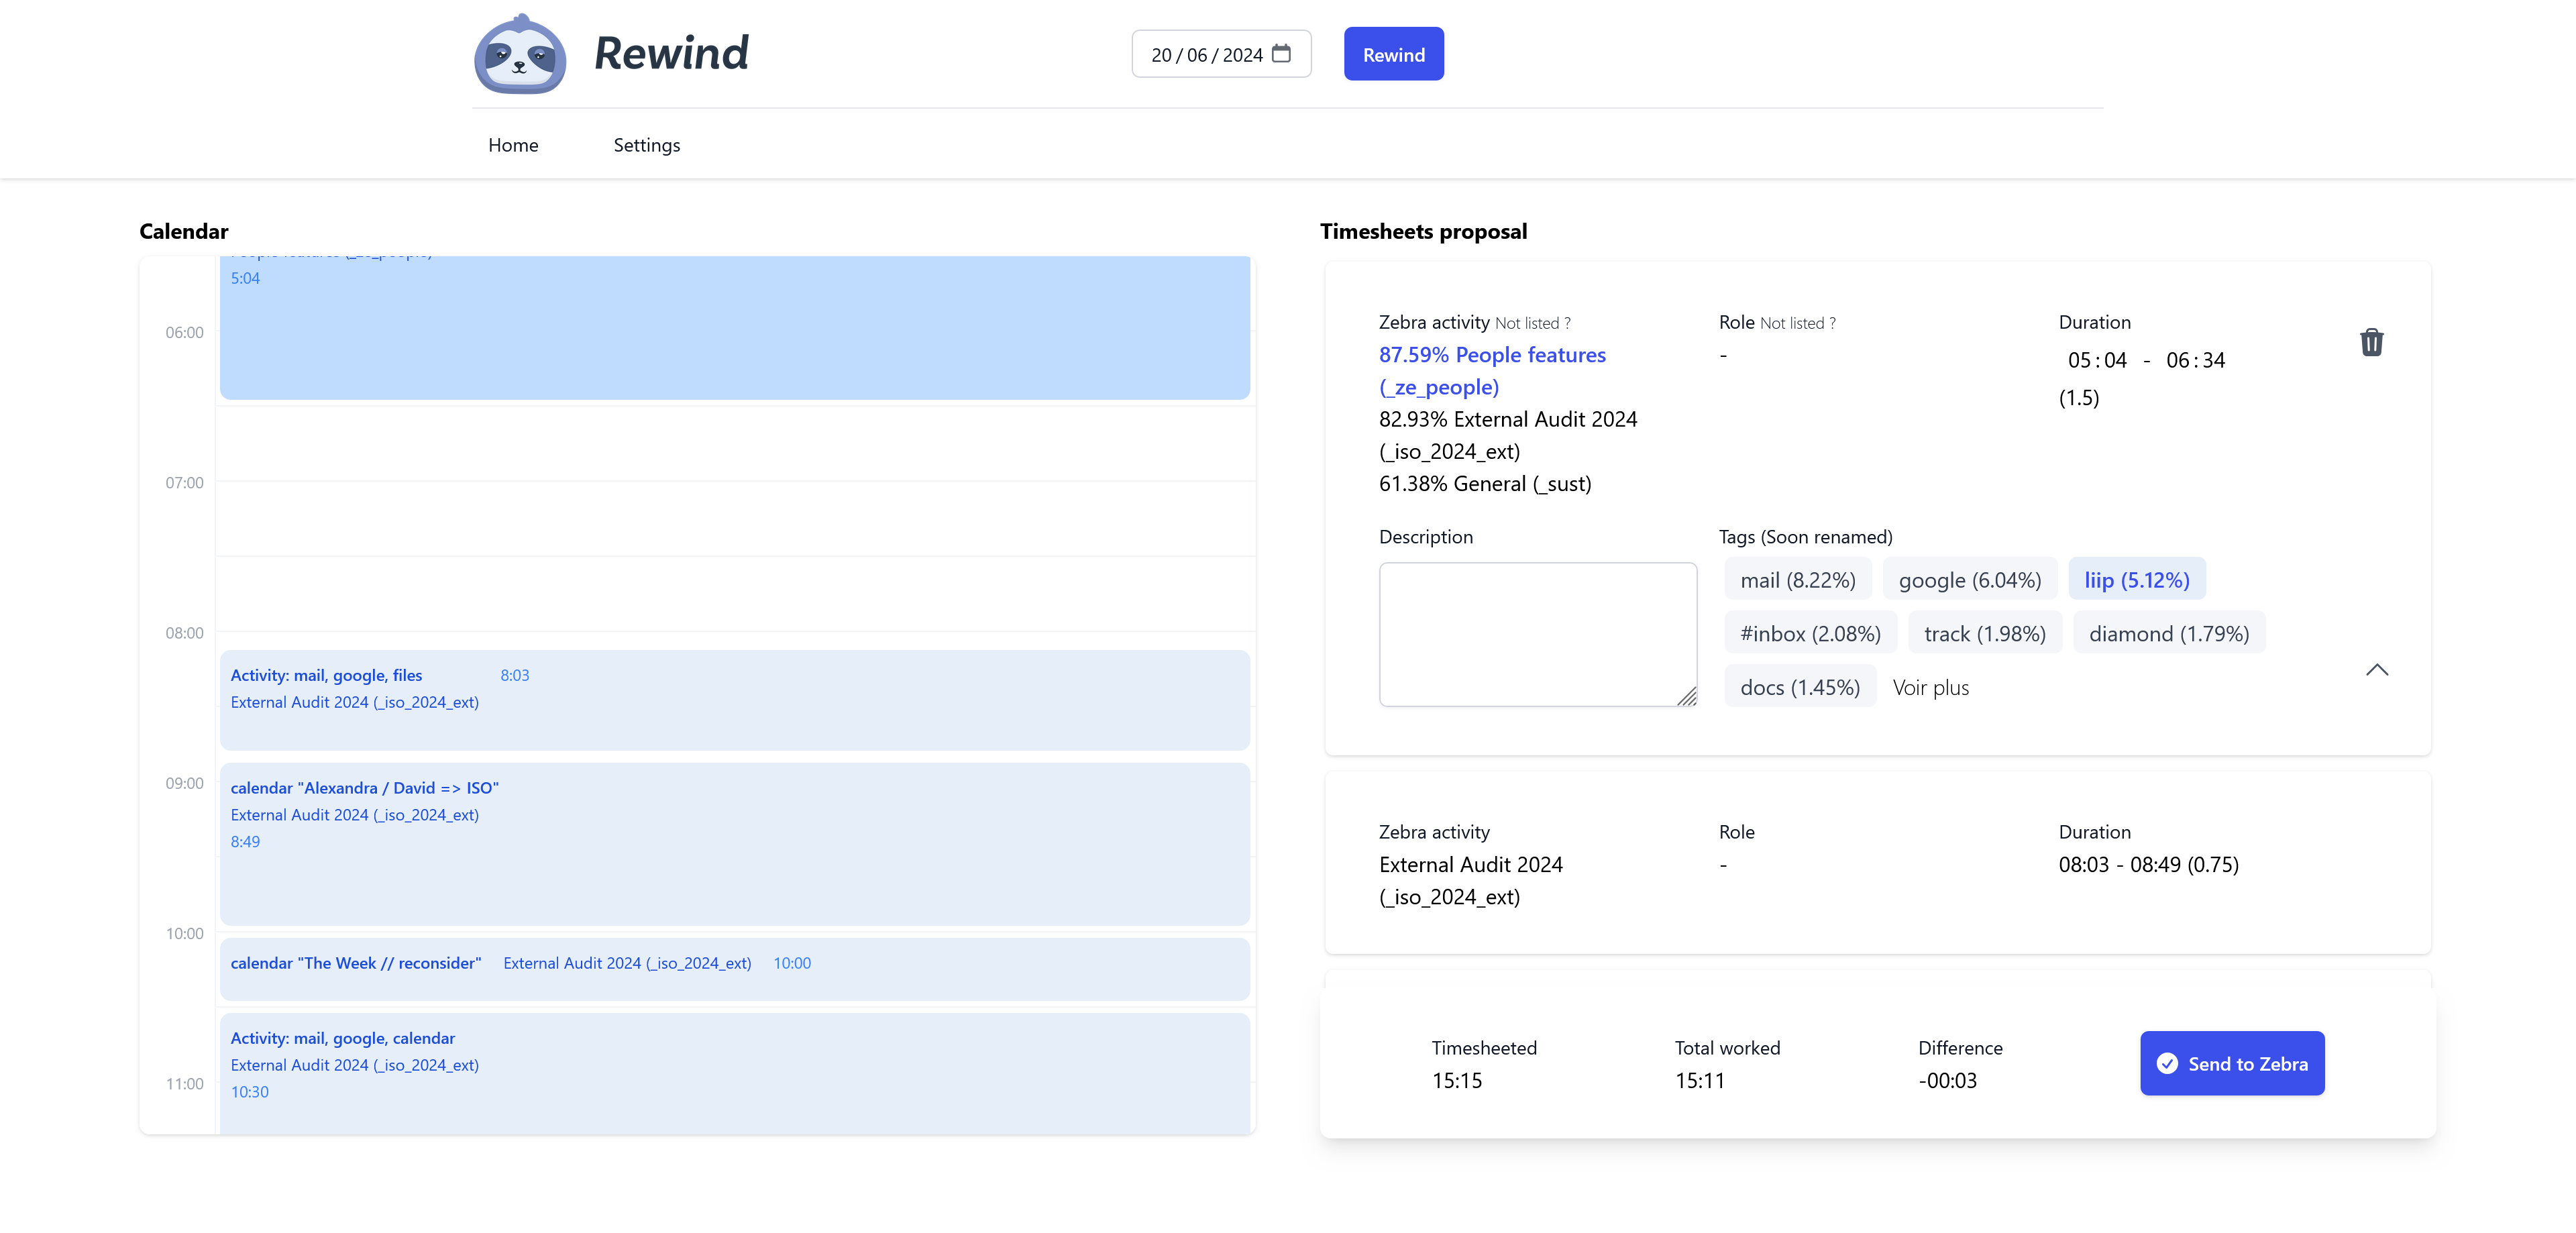 Rewind
20 / 06 / 2024
Rewind
Home
Settings
Calendar
People features (_ze_people)
5:04
06:00
07:00
08:00
Activity: mail, google, files 8:03
External Audit 2024 (_iso_2024_ext)
09:00
calendar "Alexandra / David => ISO"
External Audit 2024 (_iso_2024_ext)
8:49
10:00
calendar "The Week // reconsider" External Audit 2024 (_iso_2024_ext) 10:00
Activity: mail, google, calendar
External Audit 2024 (_iso_2024_ext)
11:00
10:30
Timesheets proposal
Zebra activity Not listed ?
87.59% People features
(_ze_people)
82.93% External Audit 2024
(_iso_2024_ext)
61.38% General (_sust)
Role Not listed ?
-
Duration
05 : 04 - 06 : 34
(1.5)
Description
Tags (Soon renamed)
mail (8.22%) google (6.04%) liip (5.12%)
#inbox (2.08%) track (1.98%) diamond (1.79%)
docs (1.45%) Voir plus
Zebra activity
External Audit 2024
(_iso_2024_ext)
Role
-
Duration
08:03 - 08:49 (0.75)
Timesheeted
15:15
Total worked
15:11
Difference
-00:03
Send to Zebra